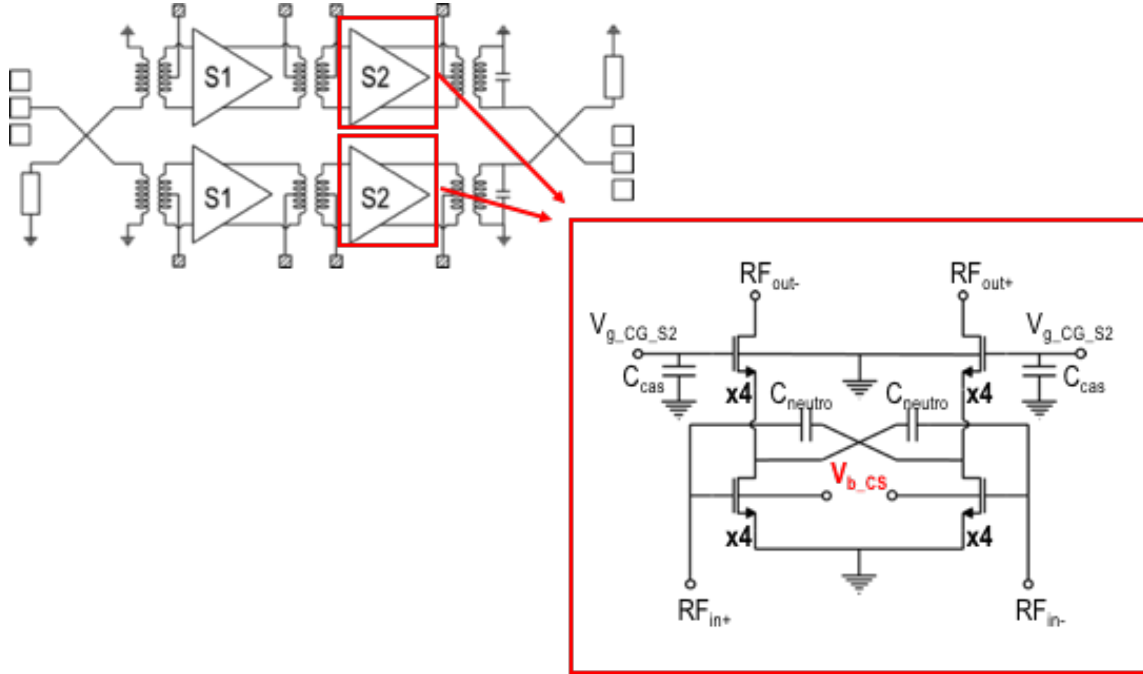 S1
S2
S1
S2
RFout-
RFout+
Vg_CG_S2
Vg_CG_S2
Ccas
x4
Cneutro
Cneutro
x4
Ccas
Vb_CS
x4
x4
RFin+
RFin-